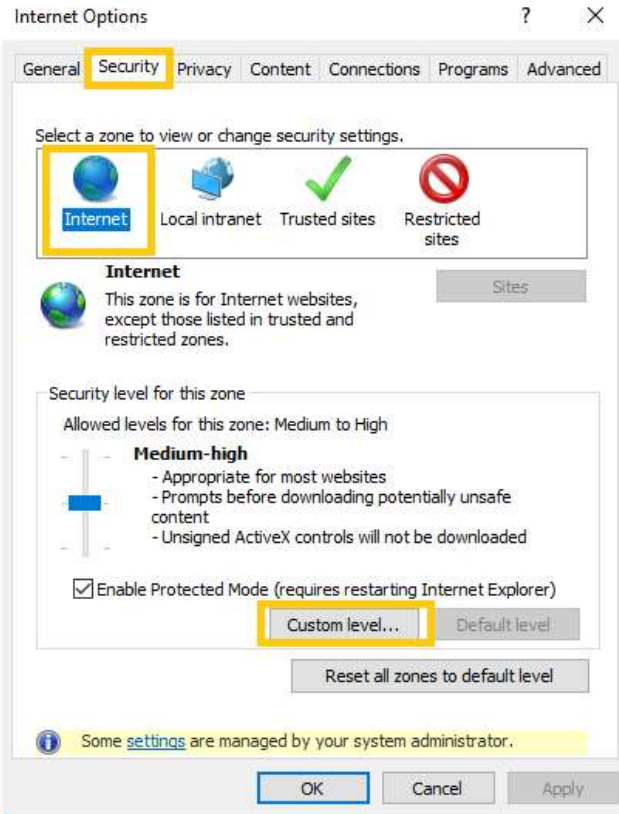 Internet Options
?
General Security Privacy Content Connections Programs Advanced
Select a zone to view or change security settings.
Internet Local intranet Trusted sites Restricted
sites
Internet
Sites
This zone is for Internet websites,
except those listed in trusted and
restricted zones.
Security level for this zone
Allowed levels for this zone: Medium to High
Medium-high
- Appropriate for most websites
- Prompts before downloading potentially unsafe
content
- Unsigned ActiveX controls will not be downloaded
Enable Protected Mode (requires restarting Internet Explorer)
Custom level... Default level
Reset all zones to default level
Some settings are managed by your system administrator.
OK Cancel Apply